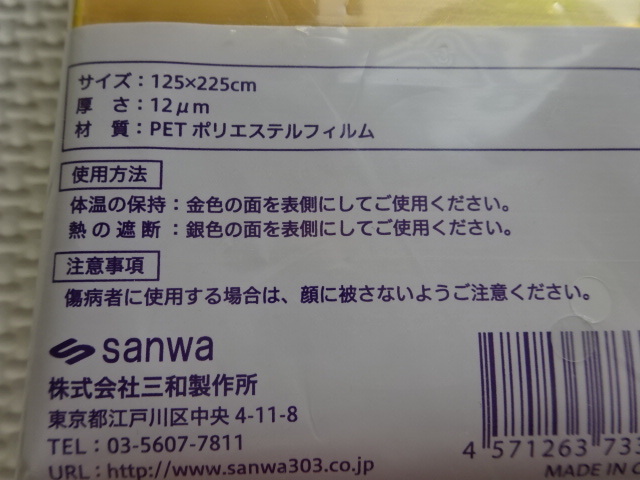 サイズ：125×225cm
厚　さ：12μm
材　質：PET ポリエステルフィルム
使用方法
体温の保持：金色の面を表側にしてご使用ください。
熱の遮断：銀色の面を表側にしてご使用ください。
注意事項
傷病者に使用する場合は、顔に被さないようご注意ください。
sanwa
株式会社三和製作所
東京都江戸川区中央 4-11-8
TEL：03-5607-7811
URL：http://www.sanwa303.co.jp
4 571263 733
MADE IN C